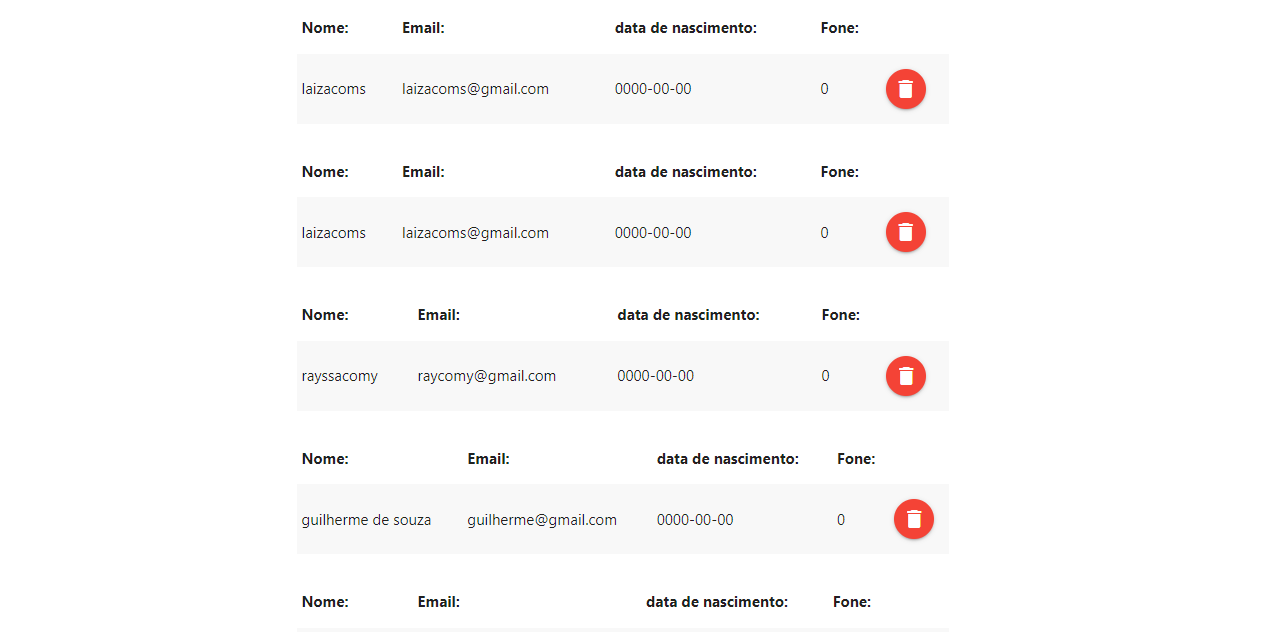 Nome: Email: data de nascimento: Fone:
laizacoms laizacoms@gmail.com 0000-00-00 0
Nome: Email: data de nascimento: Fone:
laizacoms laizacoms@gmail.com 0000-00-00 0
Nome: Email: data de nascimento: Fone:
rayssacomy raycomy@gmail.com 0000-00-00 0
Nome: Email: data de nascimento: Fone:
guilherme de souza guilherme@gmail.com 0000-00-00 0
Nome: Email: data de nascimento: Fone: